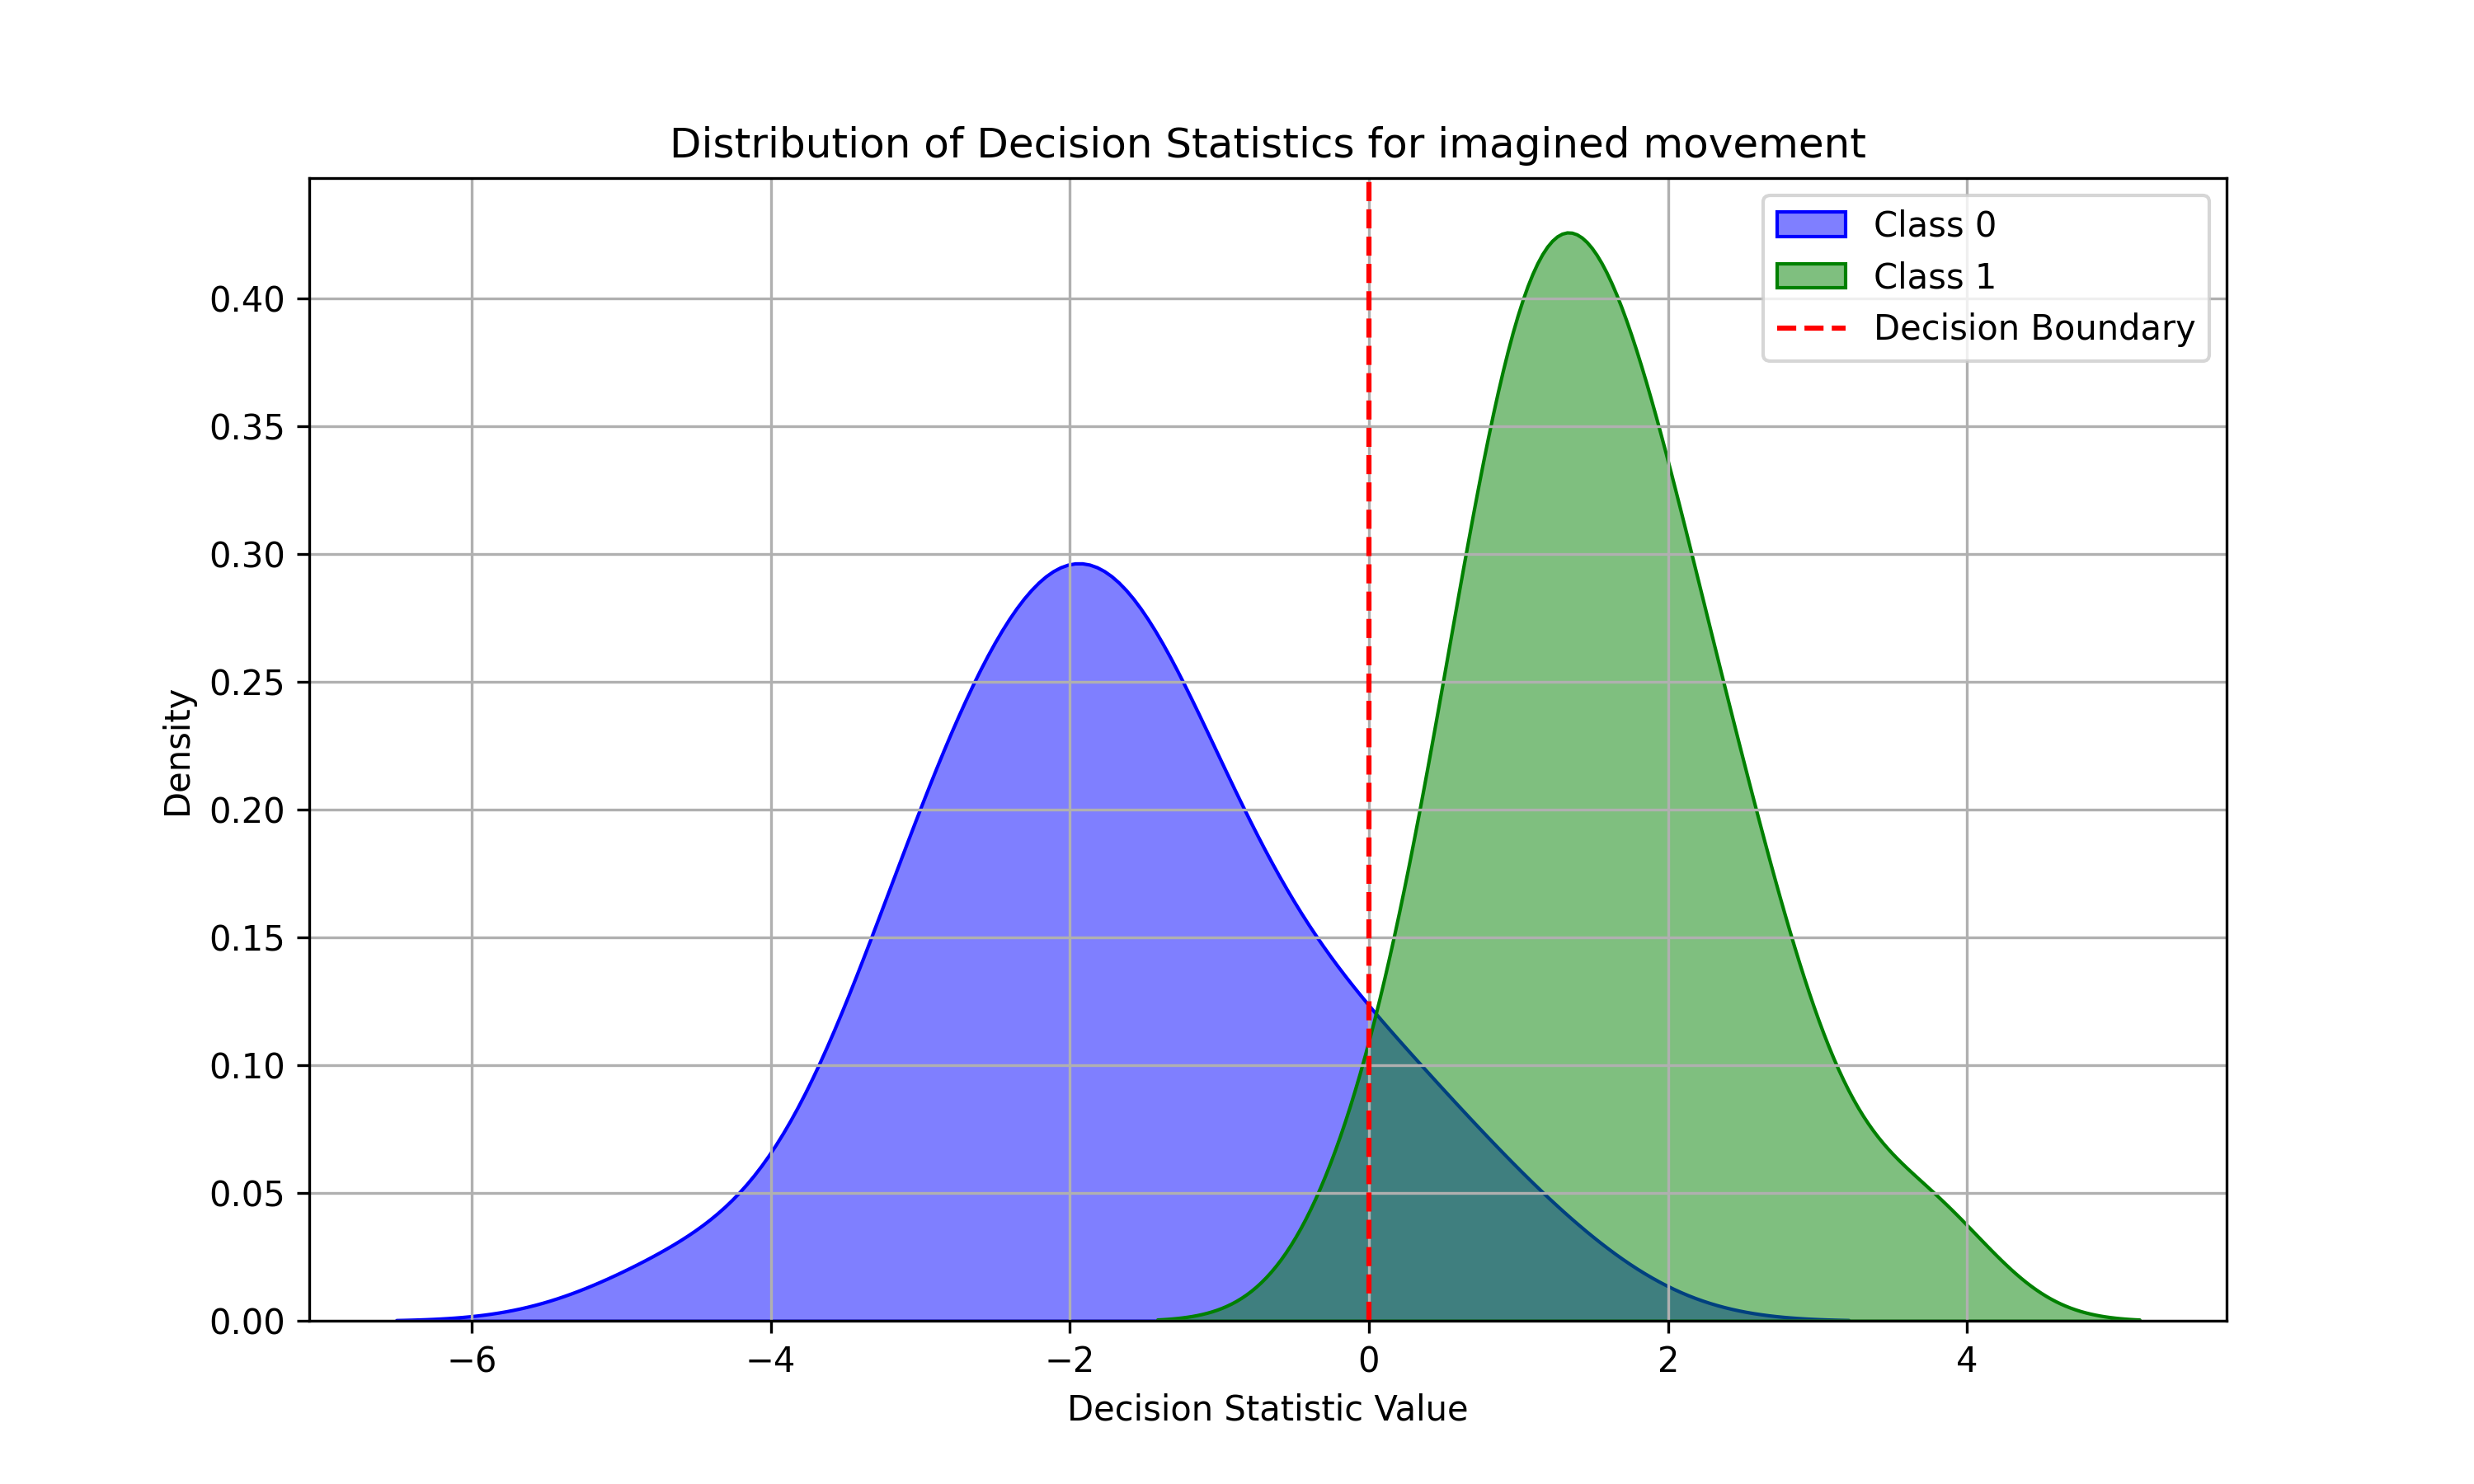 Distribution of Decision Statistics for imagined movement
Class 0
Class 1
Decision Boundary
Density
0.40
0.35
0.30
0.25
0.20
0.15
0.10
0.05
0.00
−6 −4 −2 0 2 4
Decision Statistic Value